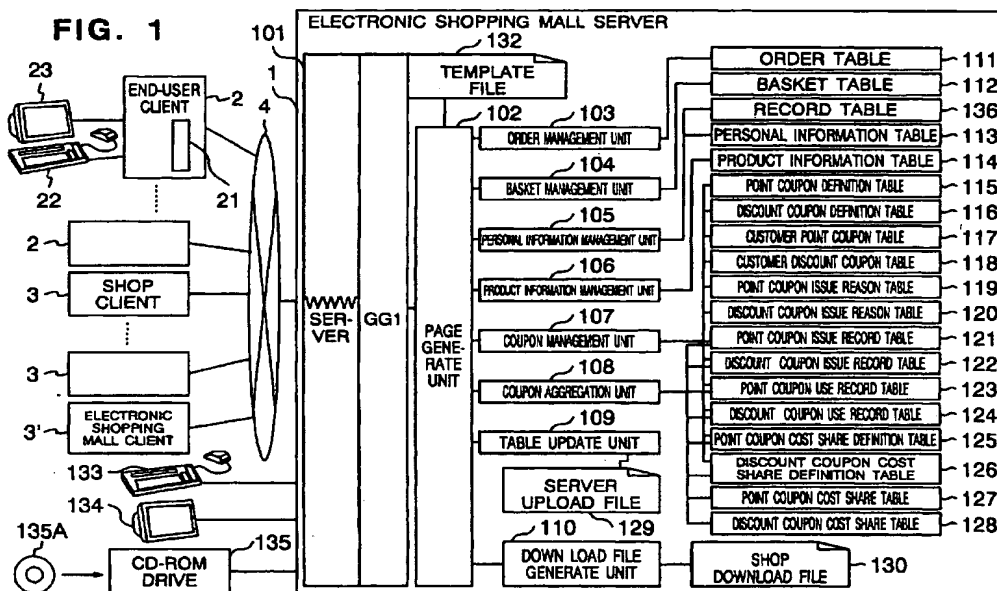 FIG. 1
ELECTRONIC SHOPPING MALL SERVER
101
1
132
TEMPLATE FILE
23
END-USER CLIENT
2
4
22
21
2
3
SHOP CLIENT
3
3'
ELECTRONIC SHOPPING MALL CLIENT
133
134
135A
135
CD-ROM DRIVE
SER-
VER
GG1
102
PAGE GENE-
RATE UNIT
103
ORDER MANAGEMENT UNIT
104
BASKET MANAGEMENT UNIT
105
PERSONAL INFORMATION MANAGEMENT UNIT
106
PRODUCT INFORMATION MANAGEMENT UNIT
107
COUPON MANAGEMENT UNIT
108
COUPON AGGREGATION UNIT
109
TABLE UPDATE UNIT
SERVER
UPLOAD FILE
129
110
DOWN LOAD FILE
GENERATE UNIT
SHOP
DOWNLOAD FILE
130
ORDER TABLE 111
BASKET TABLE 112
RECORD TABLE 136
PERSONAL INFORMATION TABLE 113
PRODUCT INFORMATION TABLE 114
POINT COUPON DEFINITION TABLE 115
DISCOUNT COUPON DEFINITION TABLE 116
CUSTOMER POINT COUPON TABLE 117
CUSTOMER DISCOUNT COUPON TABLE 118
POINT COUPON ISSUE REASON TABLE 119
DISCOUNT COUPON ISSUE REASON TABLE 120
POINT COUPON ISSUE RECORD TABLE 121
DISCOUNT COUPON ISSUE RECORD TABLE 122
POINT COUPON USE RECORD TABLE 123
DISCOUNT COUPON USE RECORD TABLE 124
POINT COUPON COST SHARE DEFINITION TABLE 125
DISCOUNT COUPON COST
SHARE DEFINITION TABLE 126
POINT COUPON COST SHARE TABLE 127
DISCOUNT COUPON COST SHARE TABLE 128